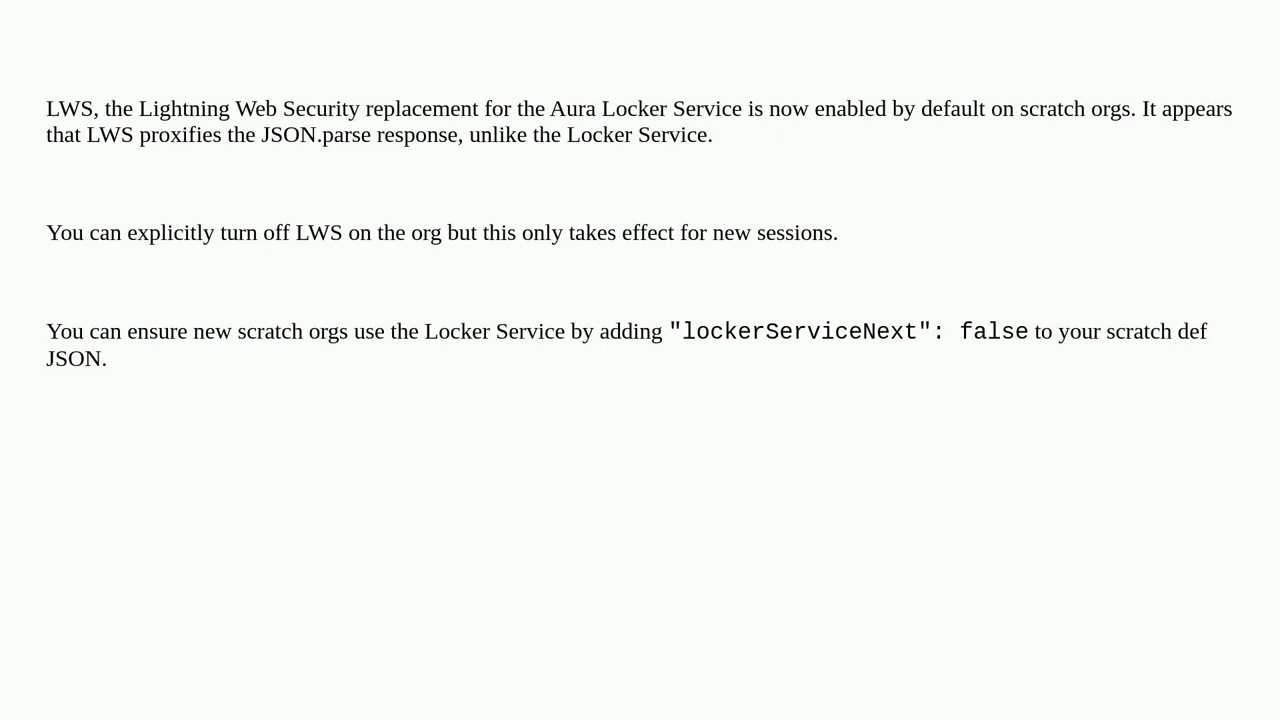 LWS, the Lightning Web Security replacement for the Aura Locker Service is now enabled by default on scratch orgs. It appears
that LWS proxifies the JSON.parse response, unlike the Locker Service.
You can explicitly turn off LWS on the org but this only takes effect for new sessions.
You can ensure new scratch orgs use the Locker Service by adding "lockerServiceNext": false to your scratch def
JSON.